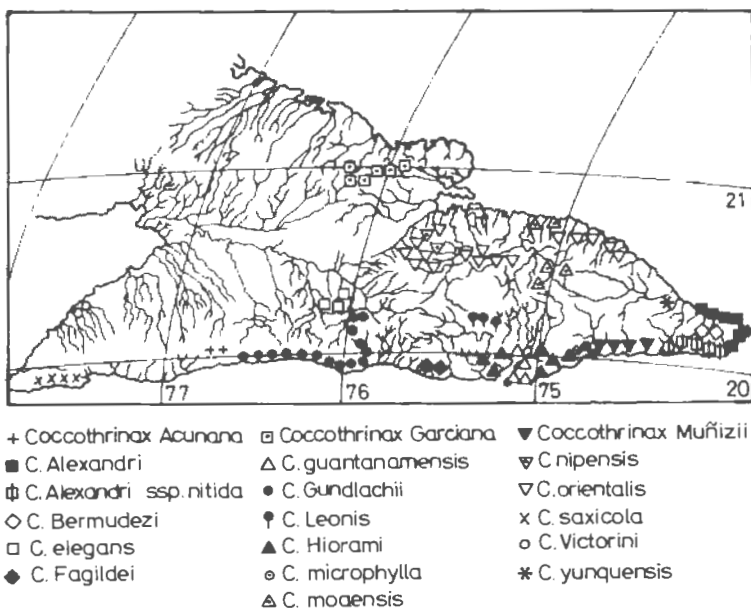 21
77
76
75
20
+ Coccothrinax Acunana
C. Alexandri
C. Alexandri ssp. nitida
C. Bermudezi
C. elegans
C. Fagildei
Coccothrinax Garciana
C. guantanamensis
C. Gundlachii
C. Leonis
C. Hiorami
C. microphylla
C. moaensis
Coccothrinax Muñizii
C nipensis
C. orientalis
x C. saxicola
C. Victorini
* C. yunquensis